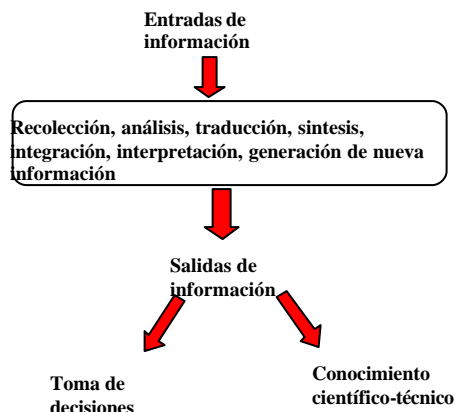 Entradas de
información
Recolección, análisis, traducción, sintesis,
integración, interpretación, generación de nueva
información
Salidas de
información
Toma de
decisiones
Conocimiento
científico-técnico